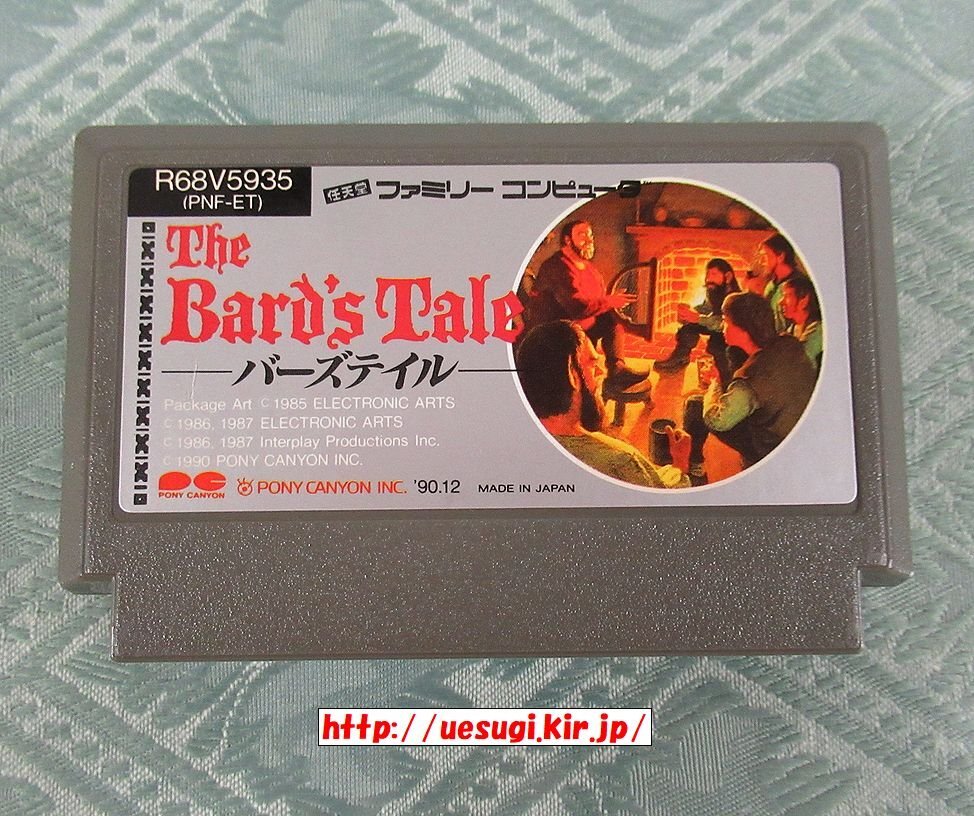 R68V5935
(PNF-ET)
任天堂 ファミリー コンピュータ
The
Bard's Tale
バーズテイル
Package Art © 1985 ELECTRONIC ARTS
© 1986, 1987 ELECTRONIC ARTS
© 1986, 1987 Interplay Productions Inc.
© 1990 PONY CANYON INC.
PONY CANYON
PONY CANYON INC. '90.12 MADE IN JAPAN
http://uesugi.kir.jp/